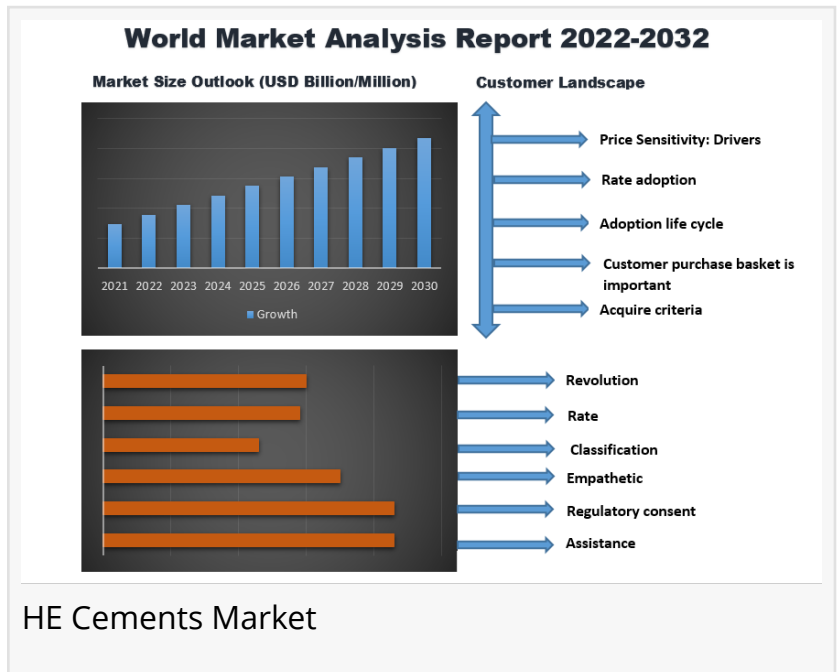 World Market Analysis Report 2022-2032
Market Size Outlook (USD Billion/Million)
Customer Landscape
2021 2022 2023 2024 2025 2026 2027 2028 2029 2030
Growth
Price Sensitivity: Drivers
Rate adoption
Adoption life cycle
Customer purchase basket is
important
Acquire criteria
Revolution
Rate
Classification
Empathetic
Regulatory consent
Assistance
HE Cements Market